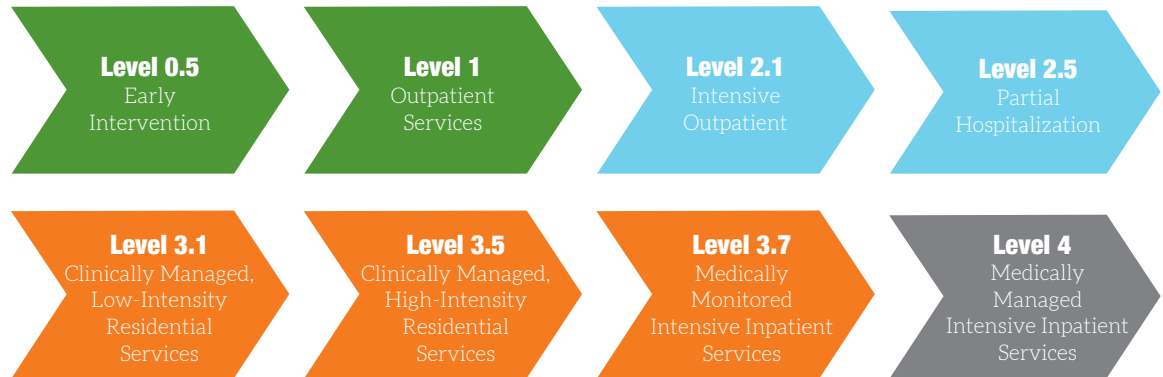 Level 0.5
Early
Intervention
Level 1
Outpatient
Services
Level 2.1
Intensive
Outpatient
Level 2.5
Partial
Hospitalization
Level 3.1
Clinically Managed,
Low-Intensity
Residential
Services
Level 3.5
Clinically Managed,
High-Intensity
Residential
Services
Level 3.7
Medically
Monitored
Intensive Inpatient
Services
Level 4
Medically
Managed
Intensive Inpatient
Services